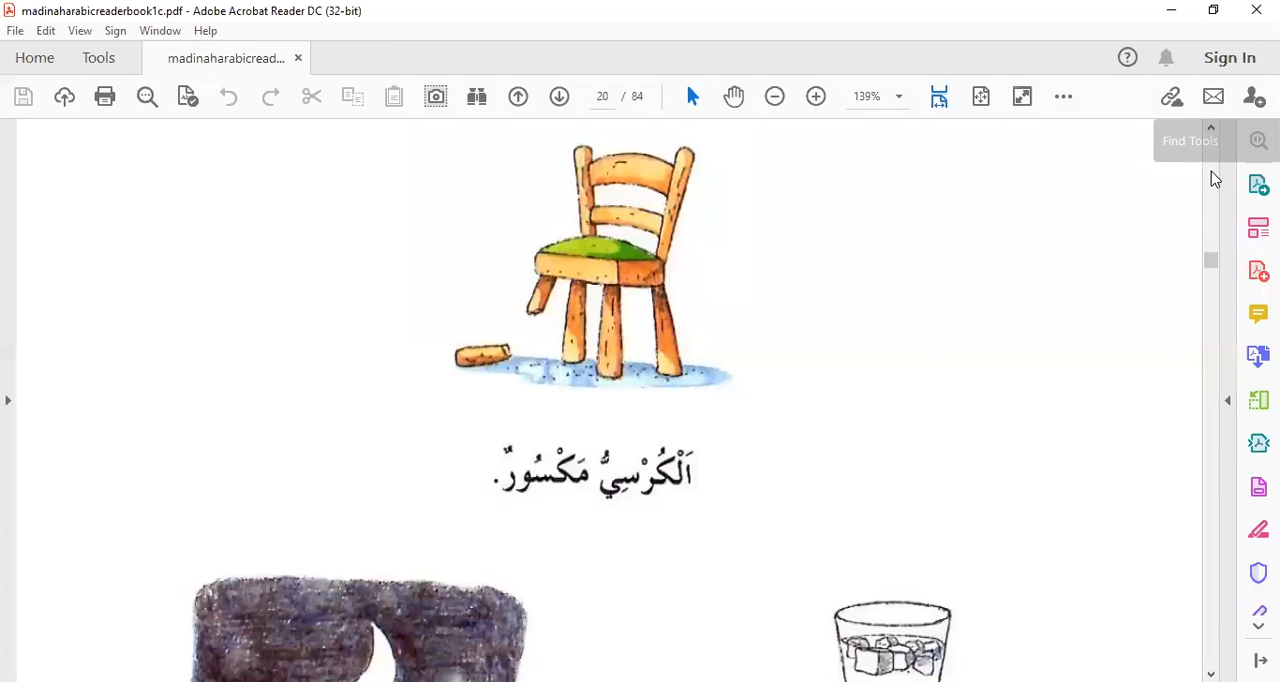 madinaharabicreaderbook1c.pdf - Adobe Acrobat Reader DC (32-bit)
File Edit View Sign Window Help
Home Tools madinaharabicread... × Sign In
20 / 84 139%
Find Tools
اَلْكُرْسِيُّ مَكْسُورٌ.